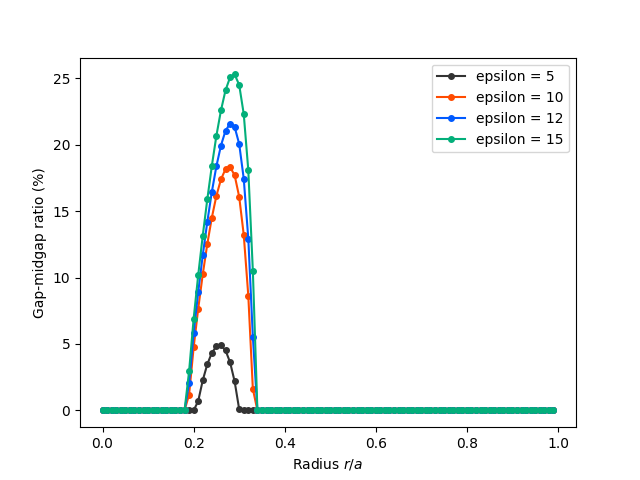 epsilon = 5
epsilon = 10
epsilon = 12
epsilon = 15
Gap-midgap ratio (%)
25
20
15
10
5
0
0.0 0.2 0.4 0.6 0.8 1.0
Radius r/a